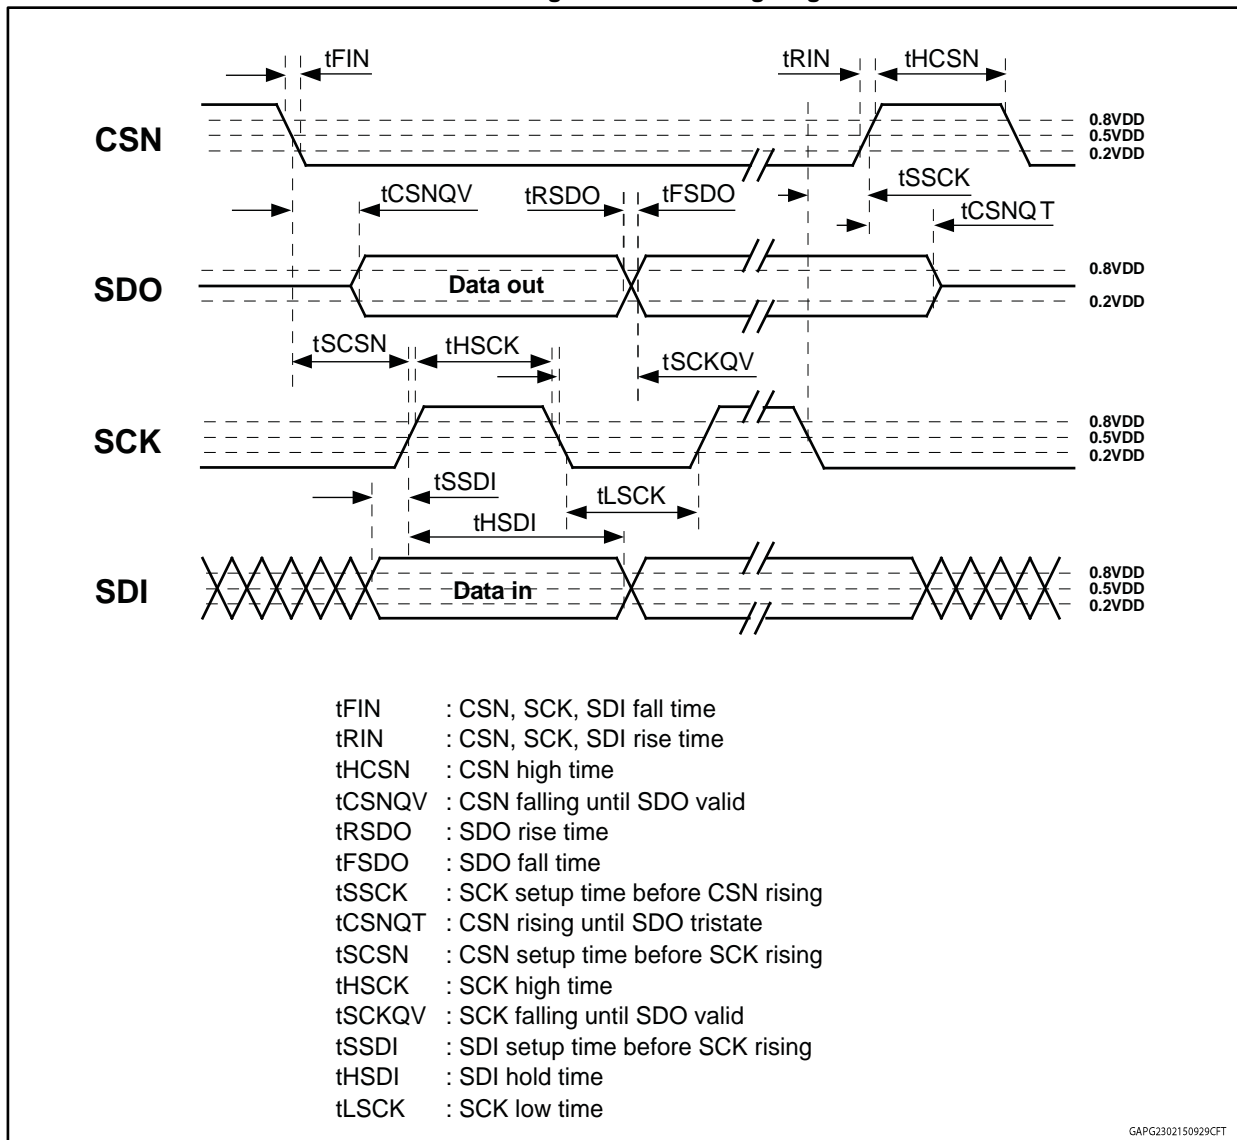 tFIN tRIN tHCSN
CSN
0.8VDD
0.5VDD
0.2VDD
tSSCK
tCSNQV tRSDO tFSDO tCSNQT
SDO
Data out
0.8VDD
0.2VDD
tSCSN tHSCK tSCKQV
SCK
0.8VDD
0.5VDD
0.2VDD
tSSDI tLSCK
tHSDI
SDI
Data in
0.8VDD
0.5VDD
0.2VDD
tFIN : CSN, SCK, SDI fall time
tRIN : CSN, SCK, SDI rise time
tHCSN : CSN high time
tCSNQV : CSN falling until SDO valid
tRSDO : SDO rise time
tFSDO : SDO fall time
tSSCK : SCK setup time before CSN rising
tCSNQT : CSN rising until SDO tristate
tSCSN : CSN setup time before SCK rising
tHSCK : SCK high time
tSCKQV : SCK falling until SDO valid
tSSDI : SDI setup time before SCK rising
tHSDI : SDI hold time
tLSCK : SCK low time
GAPG2302150929CFT